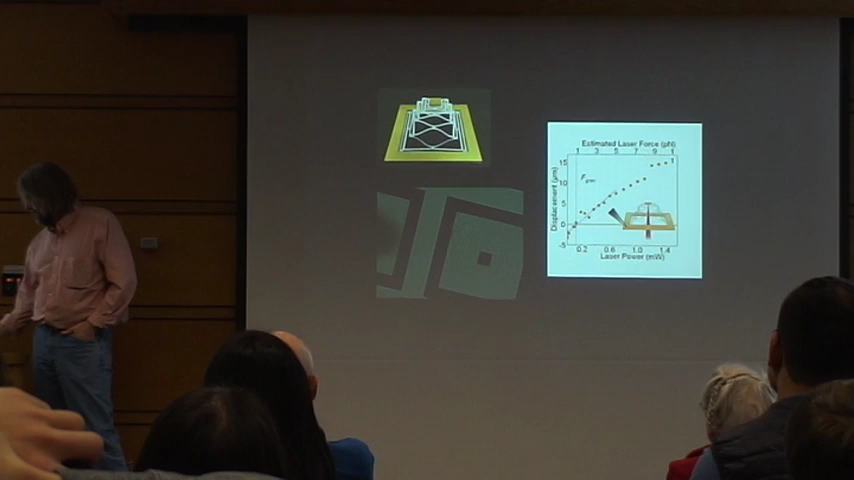 Estimated Laser Force (pN)
1 3 5 7 9 1
15
10
5
0
-5
Displacement (μm)
F
0.2 0.6 1.0 1.4
Laser Power (mW)